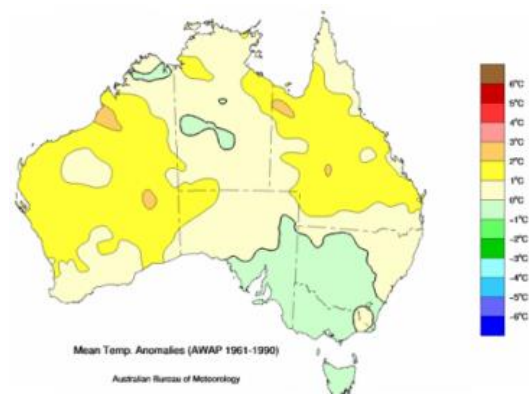 6°C
5°C
4°C
3°C
2°C
1°C
0°C
-1°C
-2°C
-3°C
-4°C
-5°C
-6°C
Mean Temp. Anomalies (AWAP 1961-1990)
Australian Bureau of Meteorology